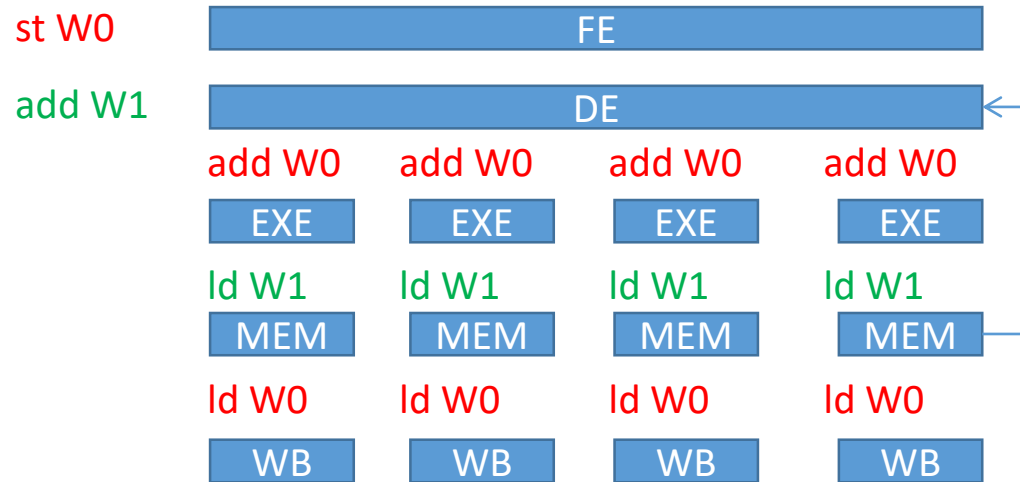 st W0 FE
add W1 DE
add W0 add W0 add W0 add W0
EXE EXE EXE EXE
ld W1 ld W1 ld W1 ld W1
MEM MEM MEM MEM
ld W0 ld W0 ld W0 ld W0
WB WB WB WB